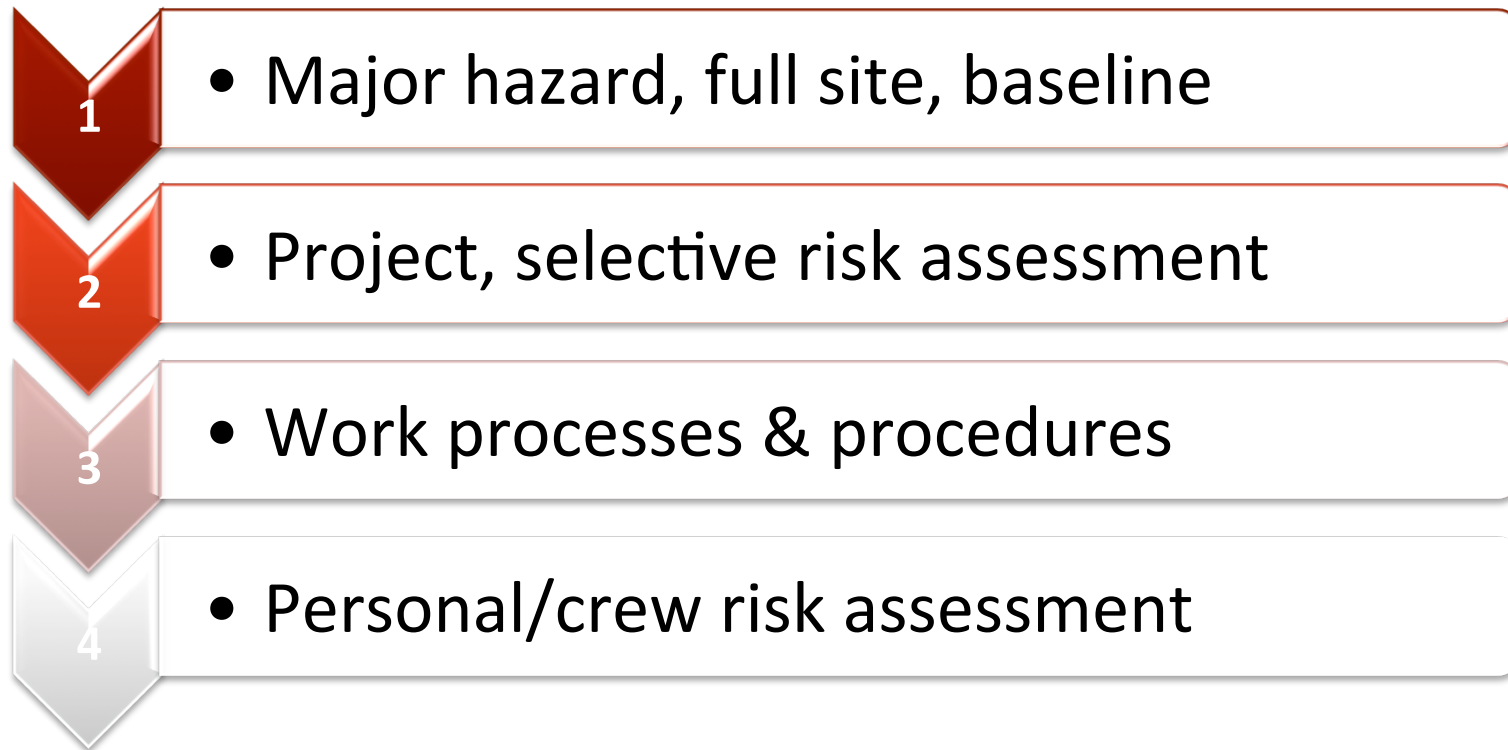 1
• Major hazard, full site, baseline
2
• Project, selective risk assessment
3
• Work processes & procedures
4
• Personal/crew risk assessment